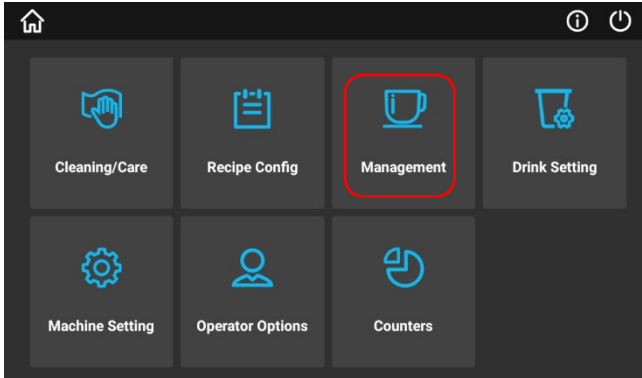 Cleaning/Care
Recipe Config
Management
Drink Setting
Machine Setting
Operator Options
Counters